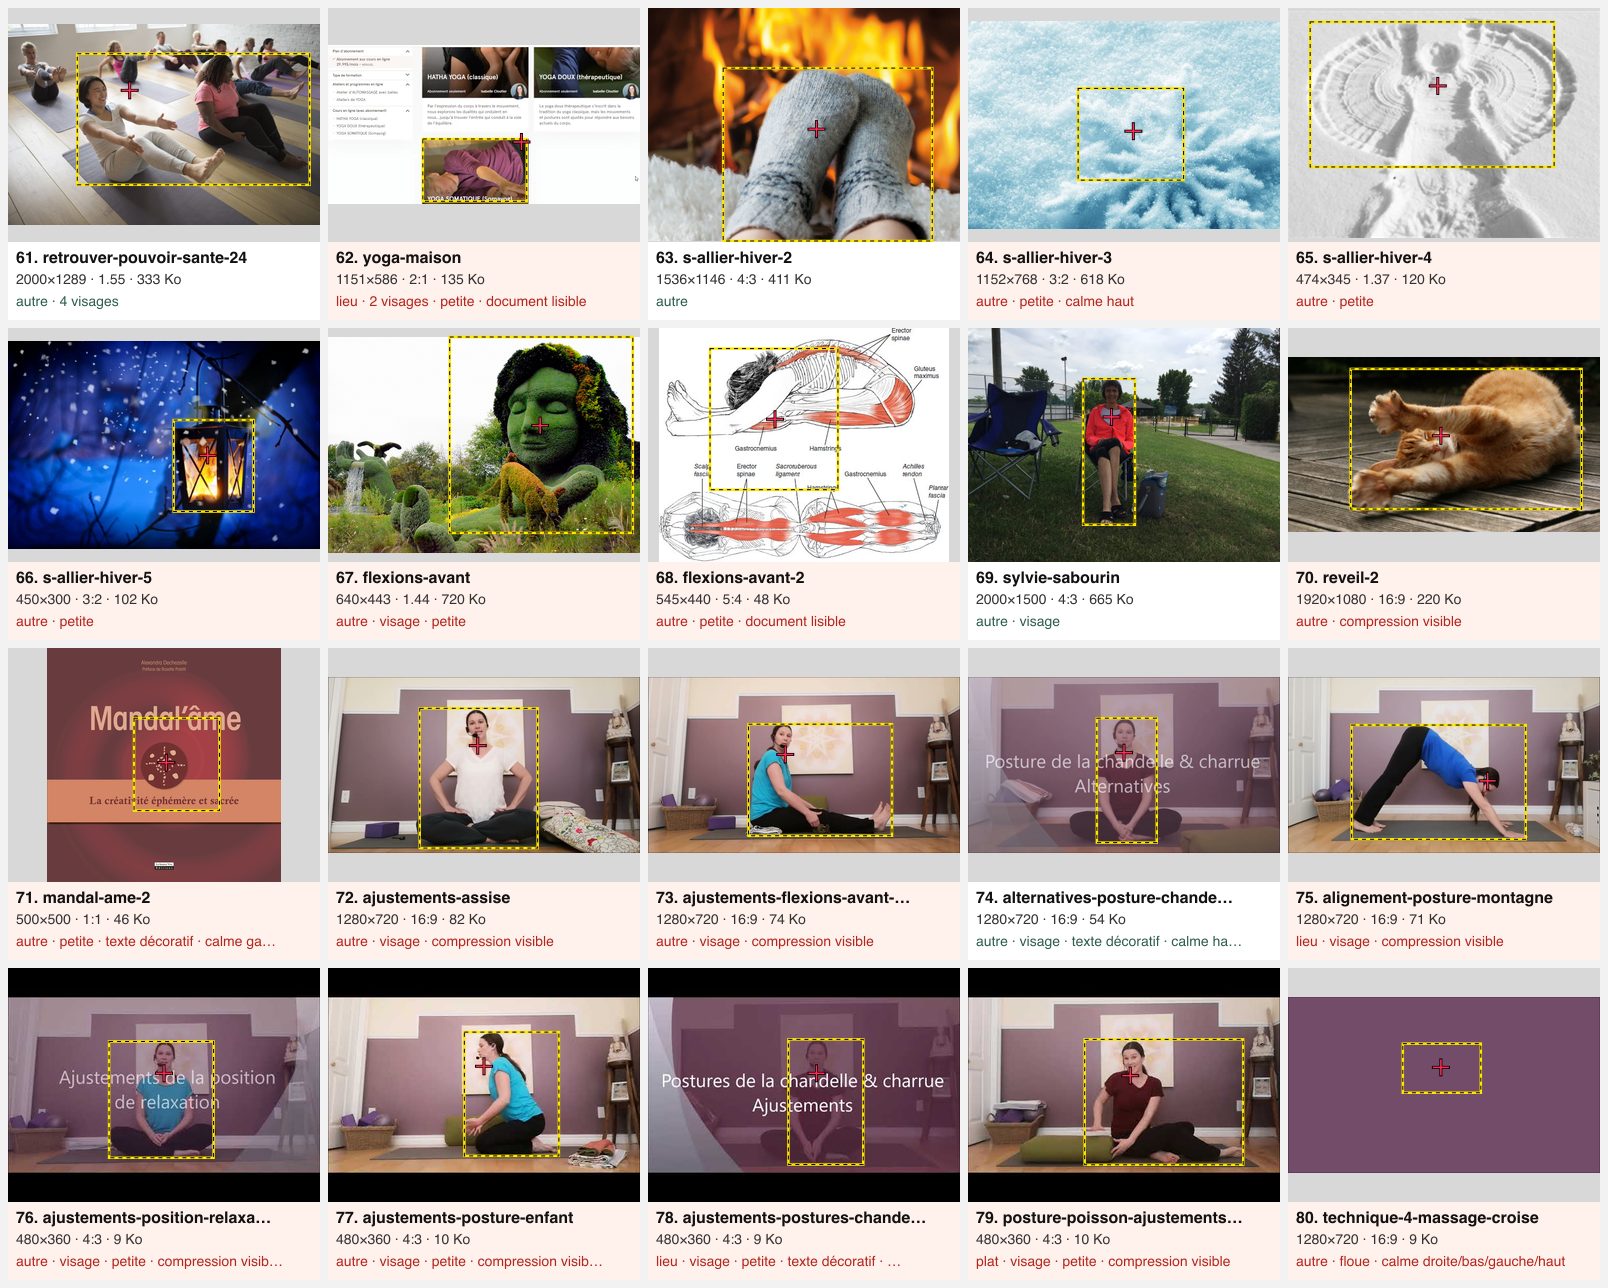 61. retrouver-pouvoir-sante-24
2000×1289 · 1.55 · 333 Ko
autre · 4 visages
HATHA YOGA (classique)
Abonnement seulement
Isabelle Cloutier
YOGA DOUX (thérapeutique)
Abonnement seulement
Isabelle Cloutier
YOGA SOMATIQUE (Somayog)
62. yoga-maison
1151×586 · 2:1 · 135 Ko
lieu · 2 visages · petite · document lisible
63. s-allier-hiver-2
1536×1146 · 4:3 · 411 Ko
autre
64. s-allier-hiver-3
1152×768 · 3:2 · 618 Ko
autre · petite · calme haut
65. s-allier-hiver-4
474×345 · 1.37 · 120 Ko
autre · petite
66. s-allier-hiver-5
450×300 · 3:2 · 102 Ko
autre · petite
67. flexions-avant
640×443 · 1.44 · 720 Ko
autre · visage · petite
Erector
spinae
Gluteus
maximus
Gastrocnemius
Hamstrings
Erector
spinae
Sacrotuberous
ligament
Hamstrings
Gastrocnemius
Achilles
tendon
Plantar
fascia
68. flexions-avant-2
545×440 · 5:4 · 48 Ko
autre · petite · document lisible
69. sylvie-sabourin
2000×1500 · 4:3 · 665 Ko
autre · visage
70. reveil-2
1920×1080 · 16:9 · 220 Ko
autre · compression visible
Mandal'âme
La créativité éphémère et sacrée
71. mandal-ame-2
500×500 · 1:1 · 46 Ko
autre · petite · texte décoratif · calme ga…
72. ajustements-assise
1280×720 · 16:9 · 82 Ko
autre · visage · compression visible
73. ajustements-flexions-avant-…
1280×720 · 16:9 · 74 Ko
autre · visage · compression visible
Posture de la chandelle & charrue
Alternatives
74. alternatives-posture-chande…
1280×720 · 16:9 · 54 Ko
autre · visage · texte décoratif · calme ha…
75. alignement-posture-montagne
1280×720 · 16:9 · 71 Ko
lieu · visage · compression visible
Ajustements de la position
de relaxation
76. ajustements-position-relaxa…
480×360 · 4:3 · 9 Ko
autre · visage · petite · compression visib…
77. ajustements-posture-enfant
480×360 · 4:3 · 10 Ko
autre · visage · petite · compression visib…
Postures de la chandelle & charrue
Ajustements
78. ajustements-postures-chande…
480×360 · 4:3 · 9 Ko
lieu · visage · petite · texte décoratif · …
79. posture-poisson-ajustements…
480×360 · 4:3 · 10 Ko
plat · visage · petite · compression visible
80. technique-4-massage-croise
1280×720 · 16:9 · 9 Ko
autre · floue · calme droite/bas/gauche/haut